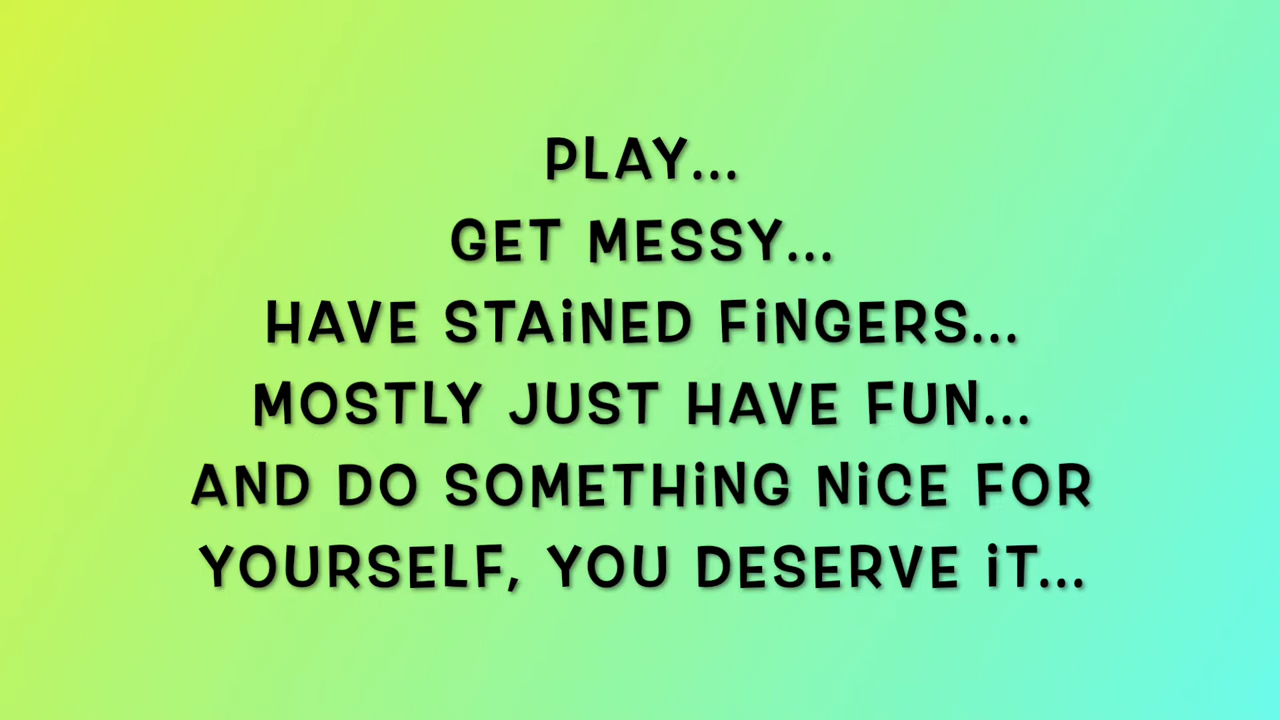 PLAY...
GET MESSY...
HAVE STAiNED FiNGERS...
MOSTLY JUST HAVE FUN...
AND DO SOMETHiNG NiCE FOR
YOURSELF, YOU DESERVE iT...